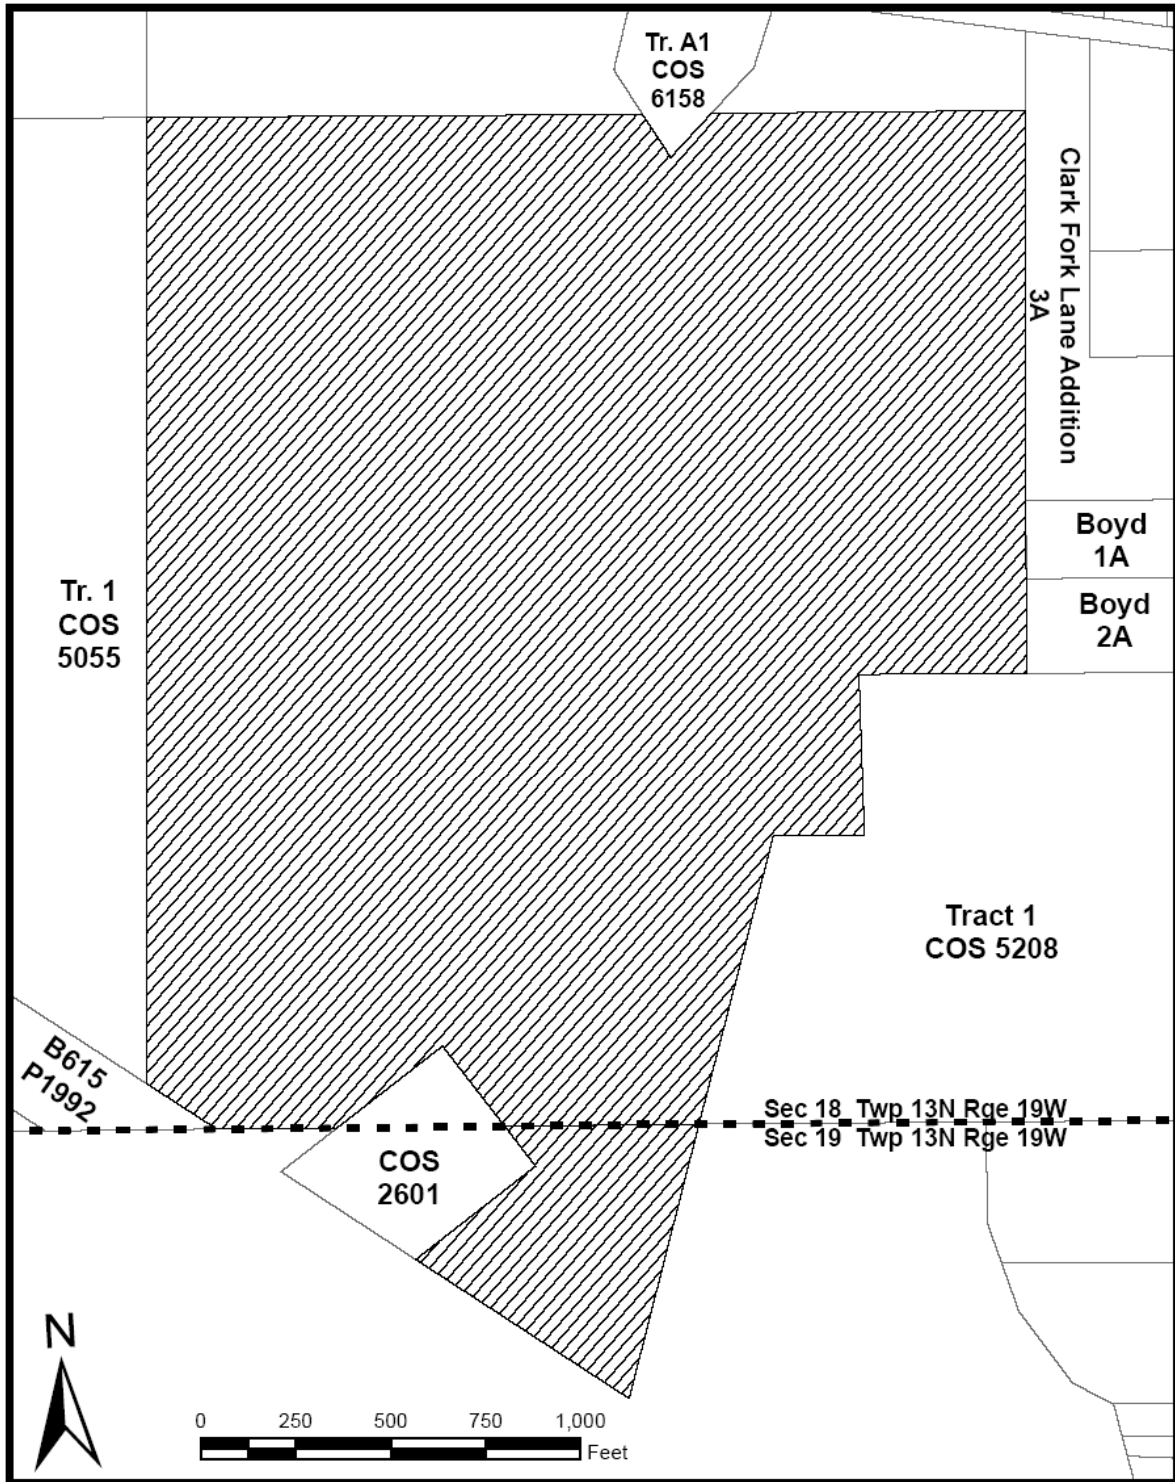 Tr. A1
COS
6158
Clark Fork Lane Addition
3A
Boyd
1A
Boyd
2A
Tr. 1
COS
5055
Tract 1
COS 5208
B615
P1992
Sec 18 Twp 13N Rge 19W
Sec 19 Twp 13N Rge 19W
COS
2601
N
0 250 500 750 1,000
Feet